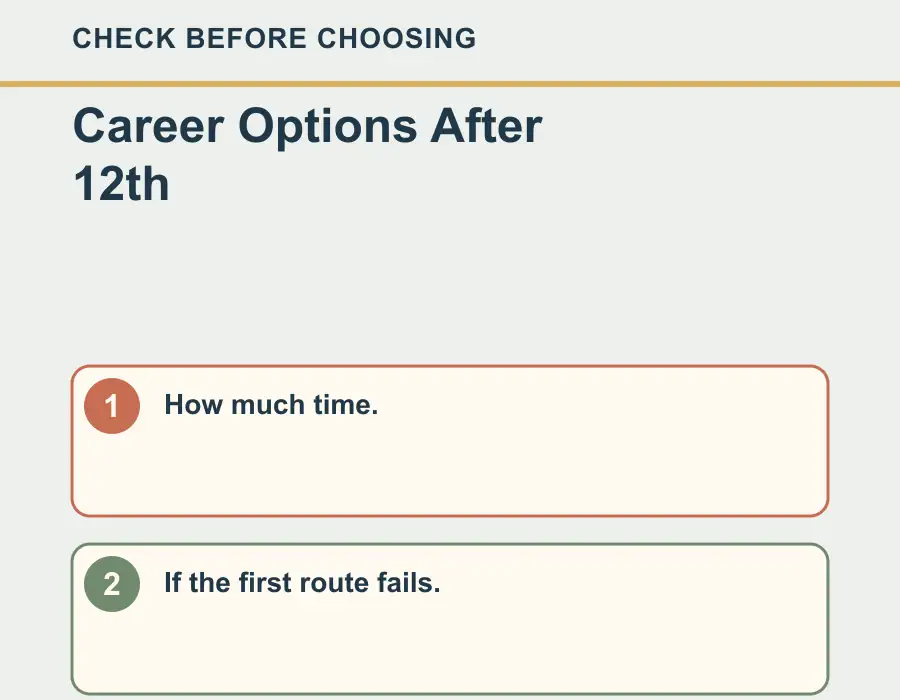 CHECK BEFORE CHOOSING
Career Options After
12th
1 How much time.
2 If the first route fails.